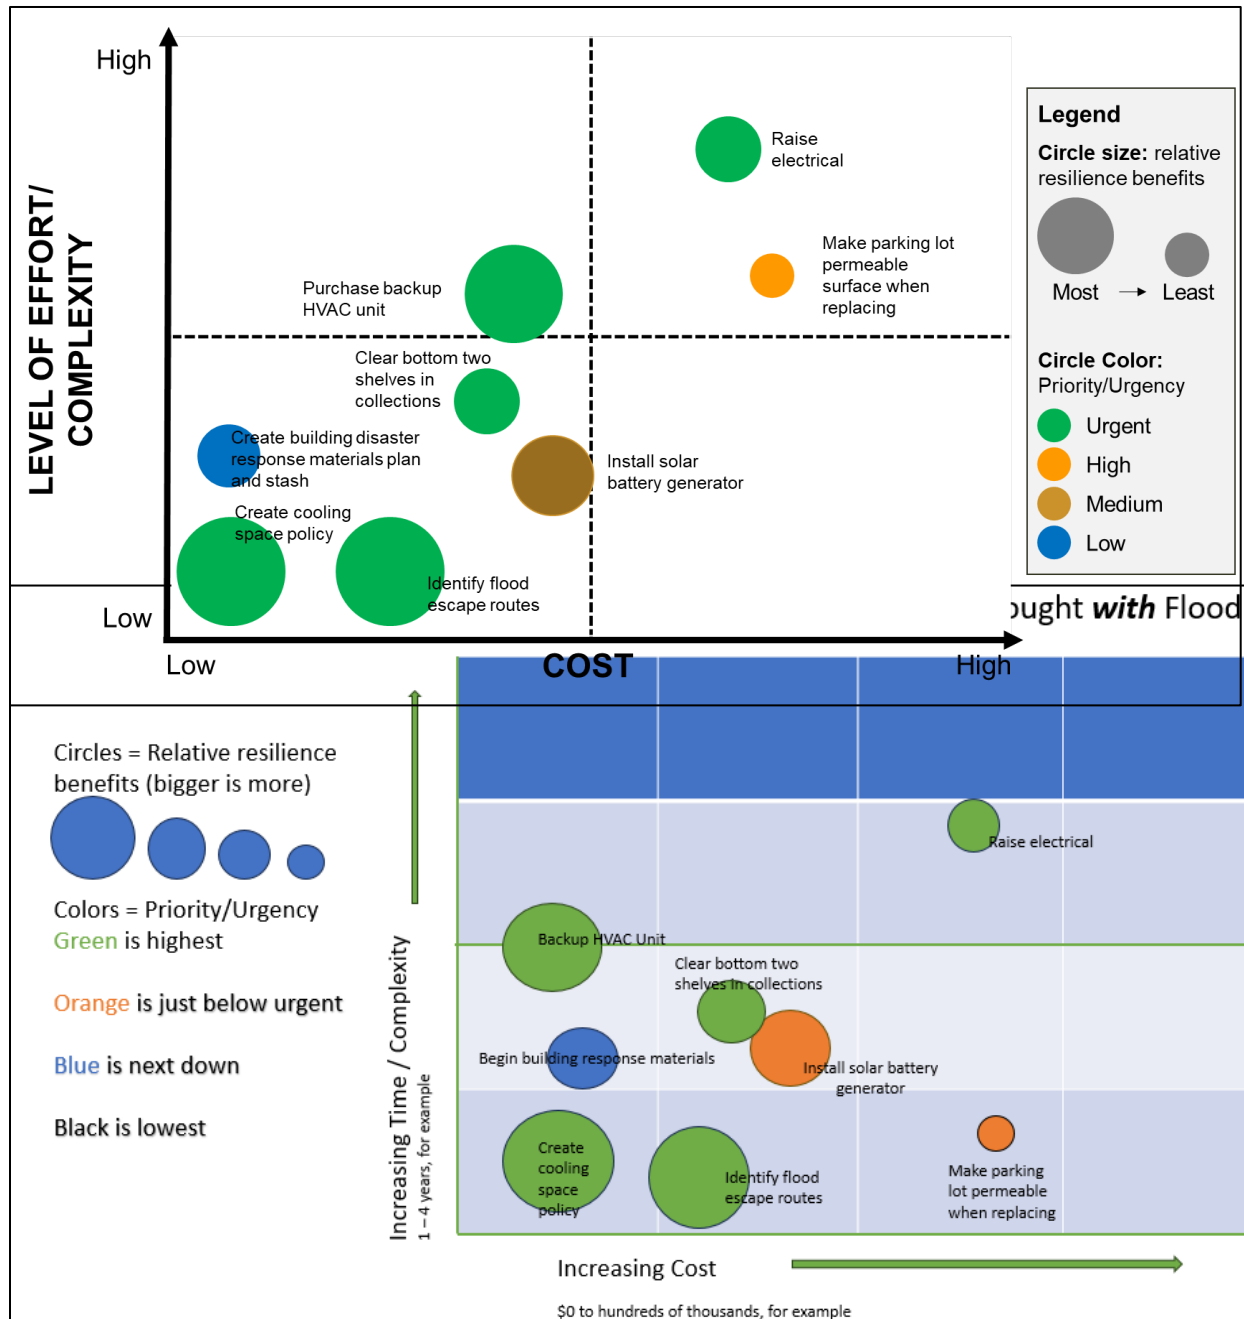 High
LEVEL OF EFFORT/
COMPLEXITY
Low
Raise
electrical
Make parking lot
permeable
surface when
replacing
Purchase backup
HVAC unit
Clear bottom two
shelves in
collections
Create building disaster
response materials plan
and stash
Install solar
battery generator
Create cooling
space policy
Identify flood
escape routes
Low
COST
High
Legend
Circle size: relative
resilience benefits
Most → Least
Circle Color:
Priority/Urgency
Urgent
High
Medium
Low
ought with Flood
Circles = Relative resilience
benefits (bigger is more)
Colors = Priority/Urgency
Green is highest
Orange is just below urgent
Blue is next down
Black is lowest
Increasing Time / Complexity
1 – 4 years, for example
Raise electrical
Backup HVAC Unit
Clear bottom two
shelves in collections
Begin building response materials
Install solar battery
generator
Create
cooling
space
policy
Identify flood
escape routes
Make parking
lot permeable
when replacing
Increasing Cost
$0 to hundreds of thousands, for example